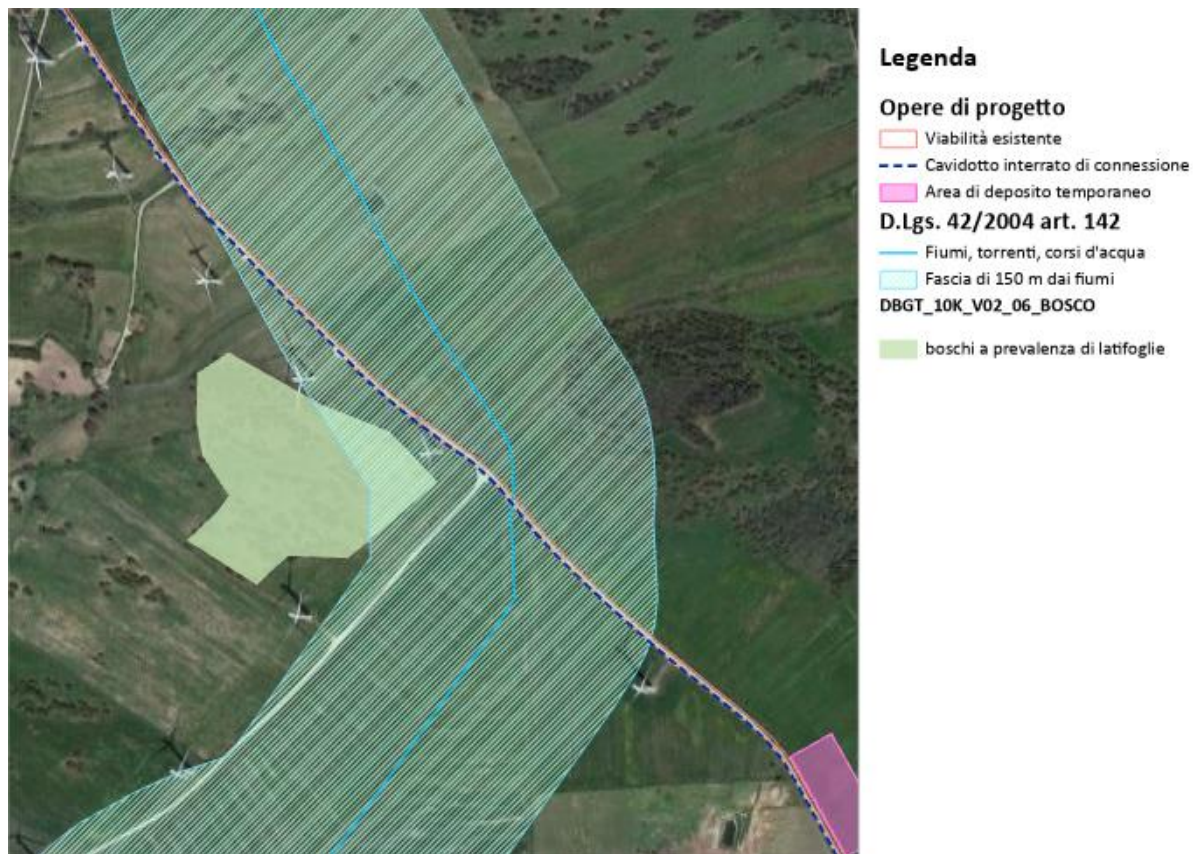 Legenda
Opere di progetto
Viabilità esistente
Cavidotto interrato di connessione
Area di deposito temporaneo
D.Lgs. 42/2004 art. 142
Fiumi, torrenti, corsi d'acqua
Fascia di 150 m dai fiumi
DBGT_10K_V02_06_BOSCO
boschi a prevalenza di latifoglie